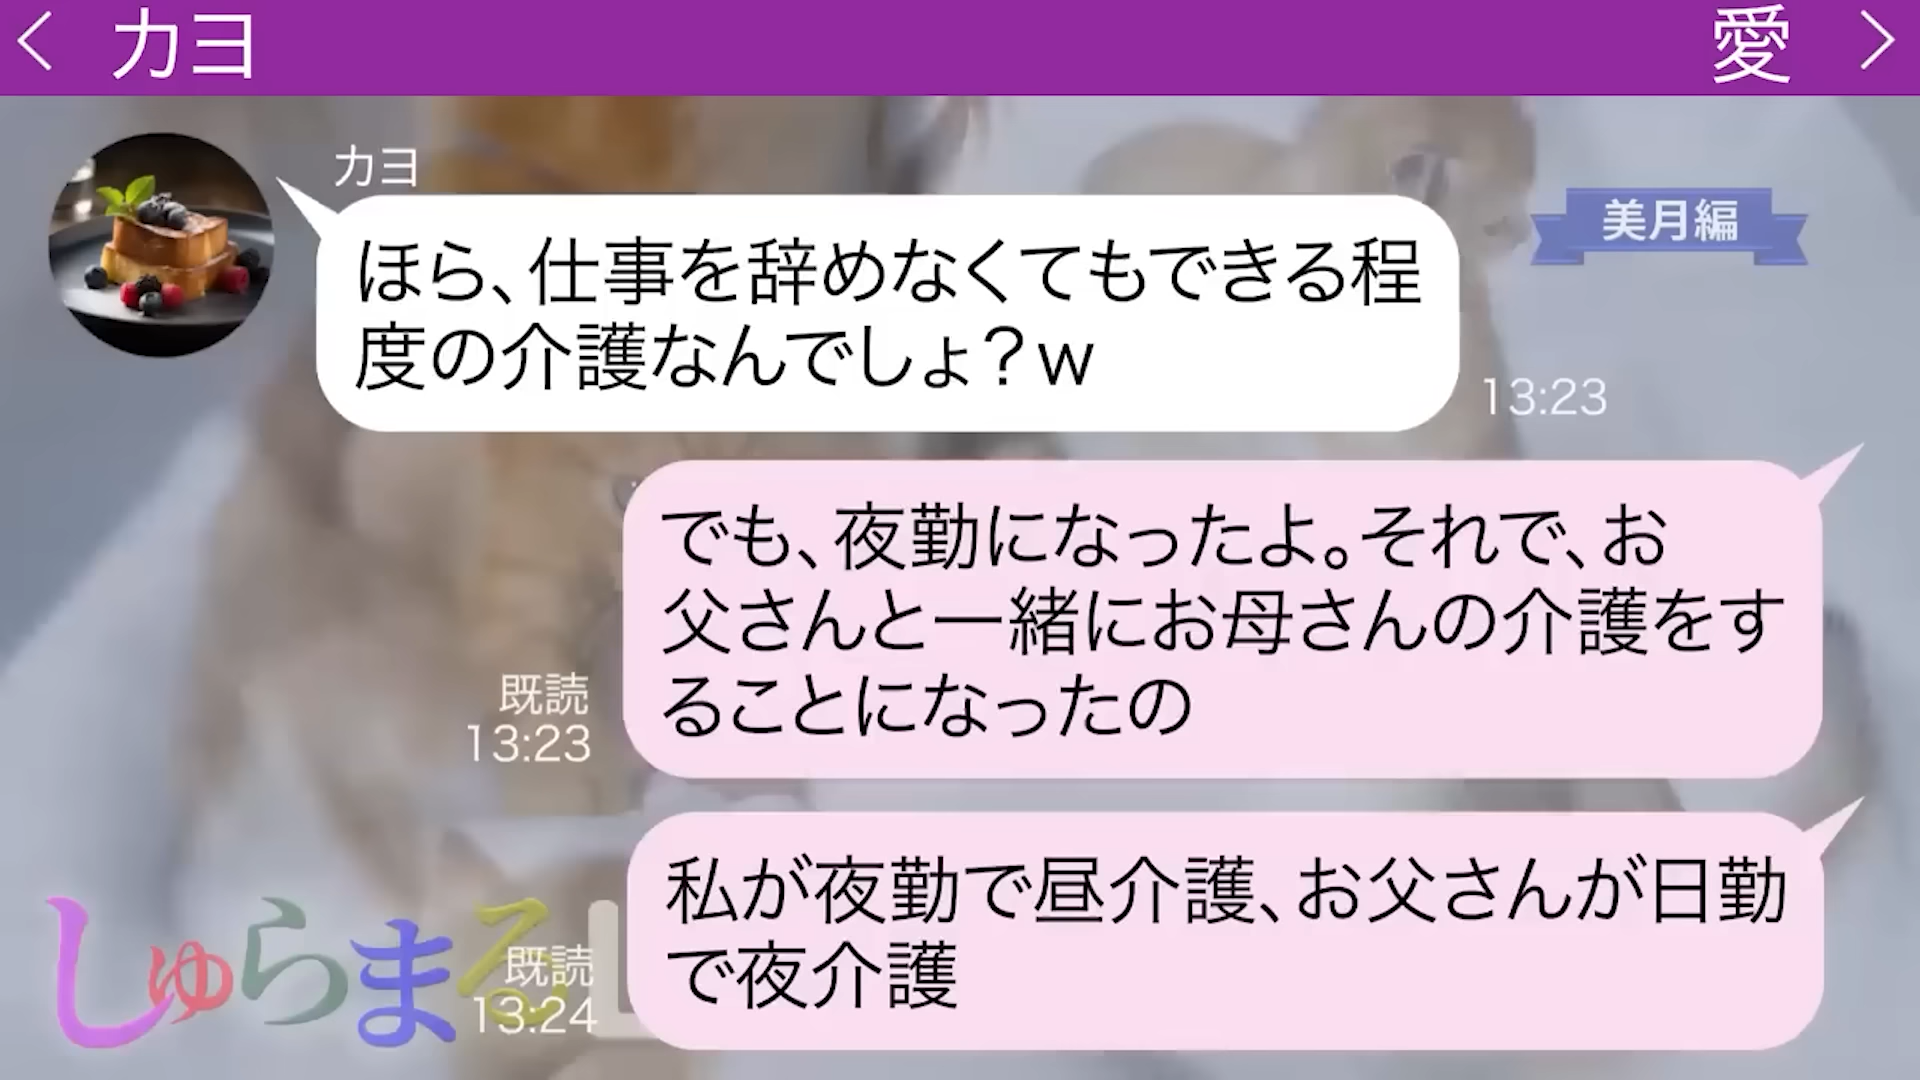 カヨ
愛
カヨ
美月編
ほら、仕事を辞めなくてもできる程
度の介護なんでしょ？w
13:23
でも、夜勤になったよ。それで、お
父さんと一緒にお母さんの介護をす
ることになったの
既読
13:23
私が夜勤で昼介護、お父さんが日勤
で夜介護
既読
13:24
しゅらまる